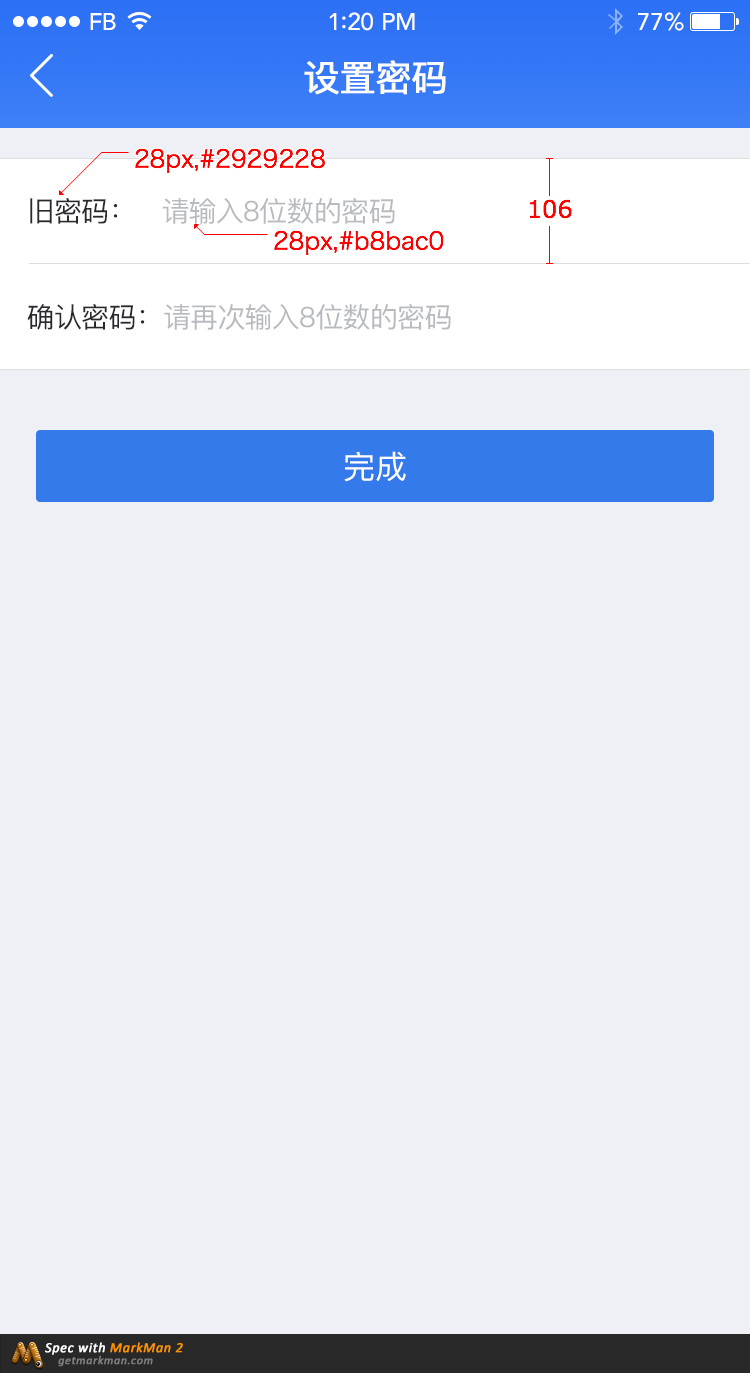 FB 1:20 PM 77%
设置密码
28px,#2929228
旧密码： 请输入8位数的密码
106
28px,#b8bac0
确认密码： 请再次输入8位数的密码
完成
Spec with MarkMan 2
getmarkman.com